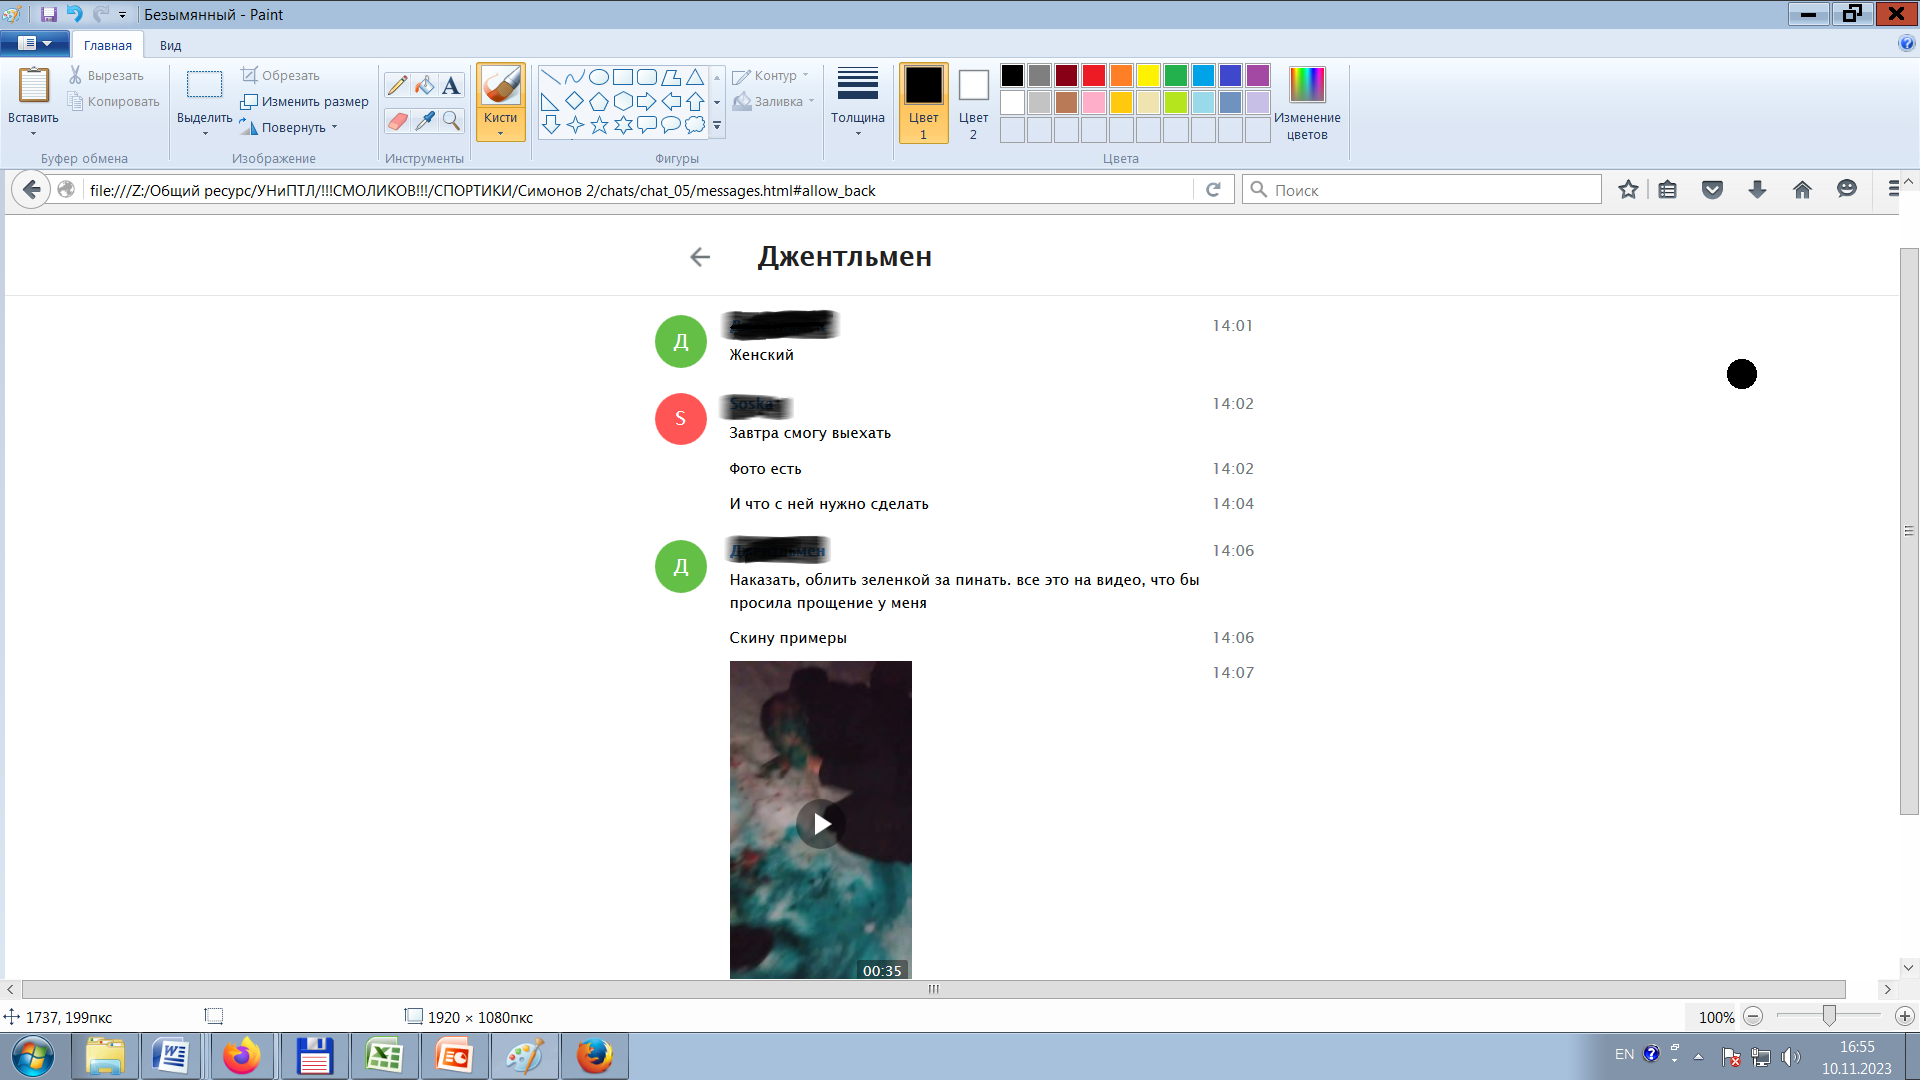 Безымянный - Paint
Главная
Вид
Вставить
Вырезать
Копировать
Буфер обмена
Выделить
Обрезать
Изменить размер
Повернуть
Изображение
A
Инструменты
Кисти
Фигуры
Контур
Заливка
Толщина
Цвет 1
Цвет 2
Изменение цветов
Цвета
file:///Z:/Общий ресурс/УНиПТЛ/!!!СМОЛИКОВ!!!/СПОРТИКИ/Симонов 2/chats/chat_05/messages.html#allow_back
Поиск
Джентльмен
Д
14:01
Женский
S
Soska
14:02
Завтра смогу выехать
Фото есть
14:02
И что с ней нужно сделать
14:04
Д
Джентльмен
14:06
Наказать, облить зеленкой за пинать. все это на видео, что бы
просила прощение у меня
Скину примеры
14:06
14:07
00:35
1737, 199пкс
1920 × 1080пкс
100%
EN
16:55
10.11.2023